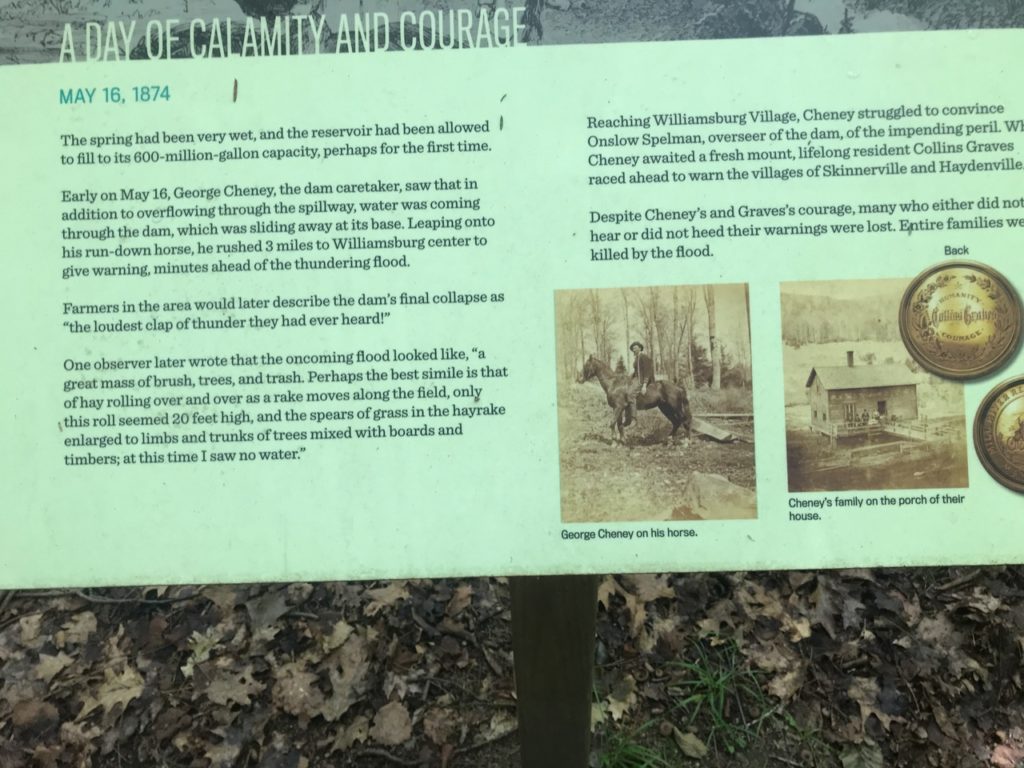 A DAY OF CALAMITY AND COURAGE
MAY 16, 1874
The spring had been very wet, and the reservoir had been allowed
to fill to its 600-million-gallon capacity, perhaps for the first time.
Early on May 16, George Cheney, the dam caretaker, saw that in
addition to overflowing through the spillway, water was coming
through the dam, which was sliding away at its base. Leaping onto
his run-down horse, he rushed 3 miles to Williamsburg center to
give warning, minutes ahead of the thundering flood.
Farmers in the area would later describe the dam's final collapse as
"the loudest clap of thunder they had ever heard!"
One observer later wrote that the oncoming flood looked like, "a
great mass of brush, trees, and trash. Perhaps the best simile is that
of hay rolling over and over as a rake moves along the field, only
this roll seemed 20 feet high, and the spears of grass in the hayrake
enlarged to limbs and trunks of trees mixed with boards and
timbers; at this time I saw no water."
Reaching Williamsburg Village, Cheney struggled to convince
Onslow Spelman, overseer of the dam, of the impending peril. Wh
Cheney awaited a fresh mount, lifelong resident Collins Graves
raced ahead to warn the villages of Skinnerville and Haydenville.
Despite Cheney's and Graves's courage, many who either did not
hear or did not heed their warnings were lost. Entire families we
killed by the flood.
Back
HUMANITY
Collins Graves
COURAGE
George Cheney on his horse.
Cheney's family on the porch of their
house.